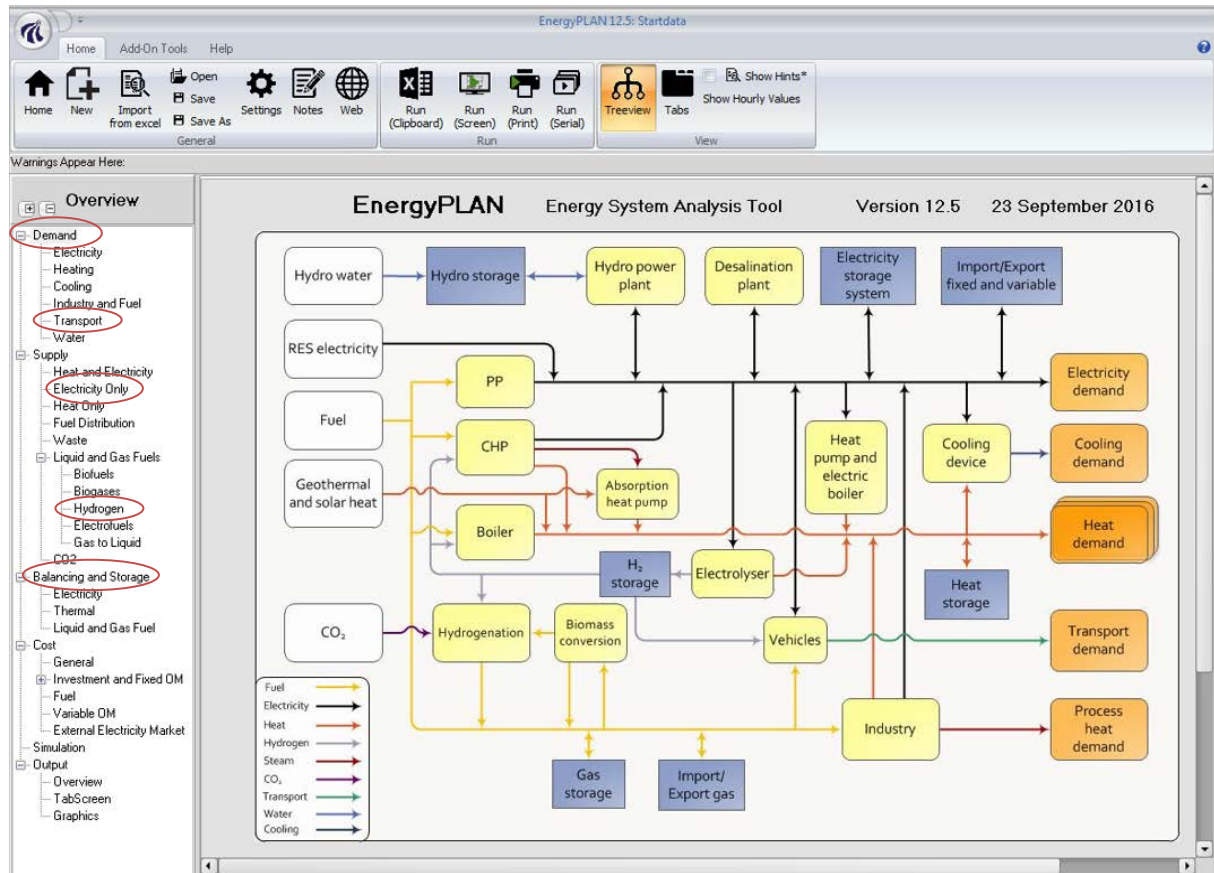 EnergyPLAN 12.5: Startdata
Home Add-On Tools Help
Home
New
Import
from excel
Open
Save
Save As
Settings
Notes
Web
General
Run
(Clipboard)
Run
(Screen)
Run
(Print)
Run
(Serial)
Run
Treeview
Tabs
Show Hints*
Show Hourly Values
View
Warnings Appear Here:
Overview
Demand
Electricity
Heating
Cooling
Industry and Fuel
Transport
Water
Supply
Heat and Electricity
Electricity Only
Heat Only
Fuel Distribution
Waste
Liquid and Gas Fuels
Biofuels
Biogases
Hydrogen
Electrofuels
Gas to Liquid
CO2
Balancing and Storage
Electricity
Thermal
Liquid and Gas Fuel
Cost
General
Investment and Fixed OM
Fuel
Variable OM
External Electricity Market
Simulation
Output
Overview
TabScreen
Graphics
EnergyPLAN Energy System Analysis Tool Version 12.5 23 September 2016
Hydro water
Hydro storage
Hydro power
plant
Desalination
plant
Electricity
storage
system
Import/Export
fixed and variable
RES electricity
PP
Electricity
demand
Fuel
CHP
Heat
pump and
electric
boiler
Cooling
device
Cooling
demand
Geothermal
and solar heat
Absorption
heat pump
Boiler
Heat
demand
H₂
storage
Electrolyser
Heat
storage
CO₂
Hydrogenation
Biomass
conversion
Vehicles
Transport
demand
Fuel
Electricity
Heat
Hydrogen
Steam
CO₂
Transport
Water
Cooling
Industry
Process
heat
demand
Gas
storage
Import/
Export gas